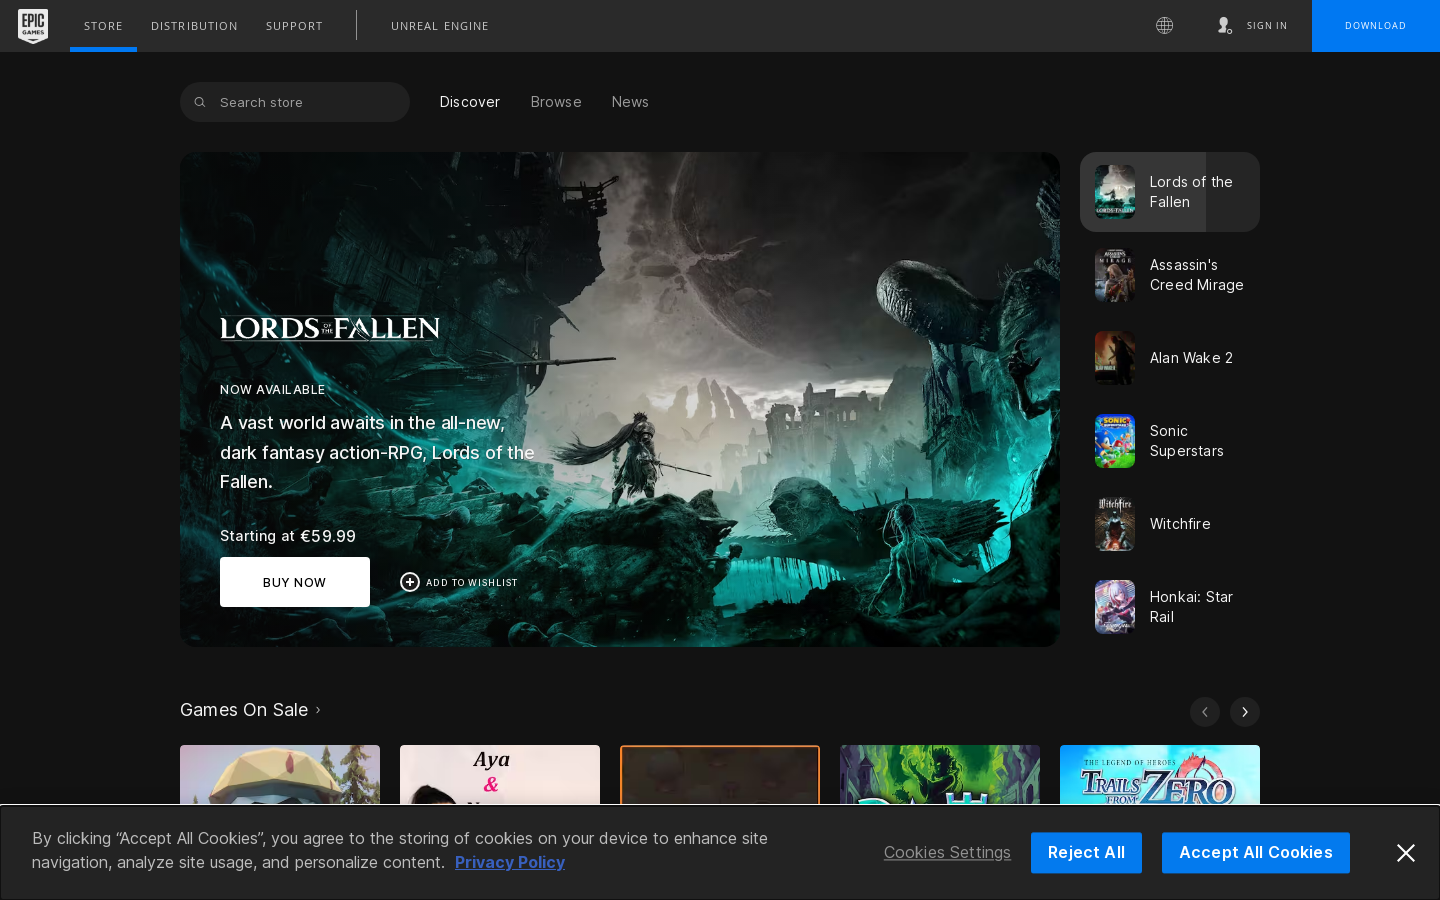 EPIC
GAMES
STORE
DISTRIBUTION
SUPPORT
UNREAL ENGINE
SIGN IN
DOWNLOAD
Search store
Discover
Browse
News
LORDS OF THE FALLEN
NOW AVAILABLE
A vast world awaits in the all-new,
dark fantasy action-RPG, Lords of the
Fallen.
Starting at €59.99
BUY NOW
ADD TO WISHLIST
Lords of the
Fallen
Assassin's
Creed Mirage
Alan Wake 2
SONIC
Sonic
Superstars
Witchfire
Witchfire
Honkai: Star
Rail
Games On Sale
Aya
&
THE LEGEND OF HEROES
TRAILS
FROM ZERO
By clicking “Accept All Cookies”, you agree to the storing of cookies on your device to enhance site
navigation, analyze site usage, and personalize content. Privacy Policy
Cookies Settings
Reject All
Accept All Cookies